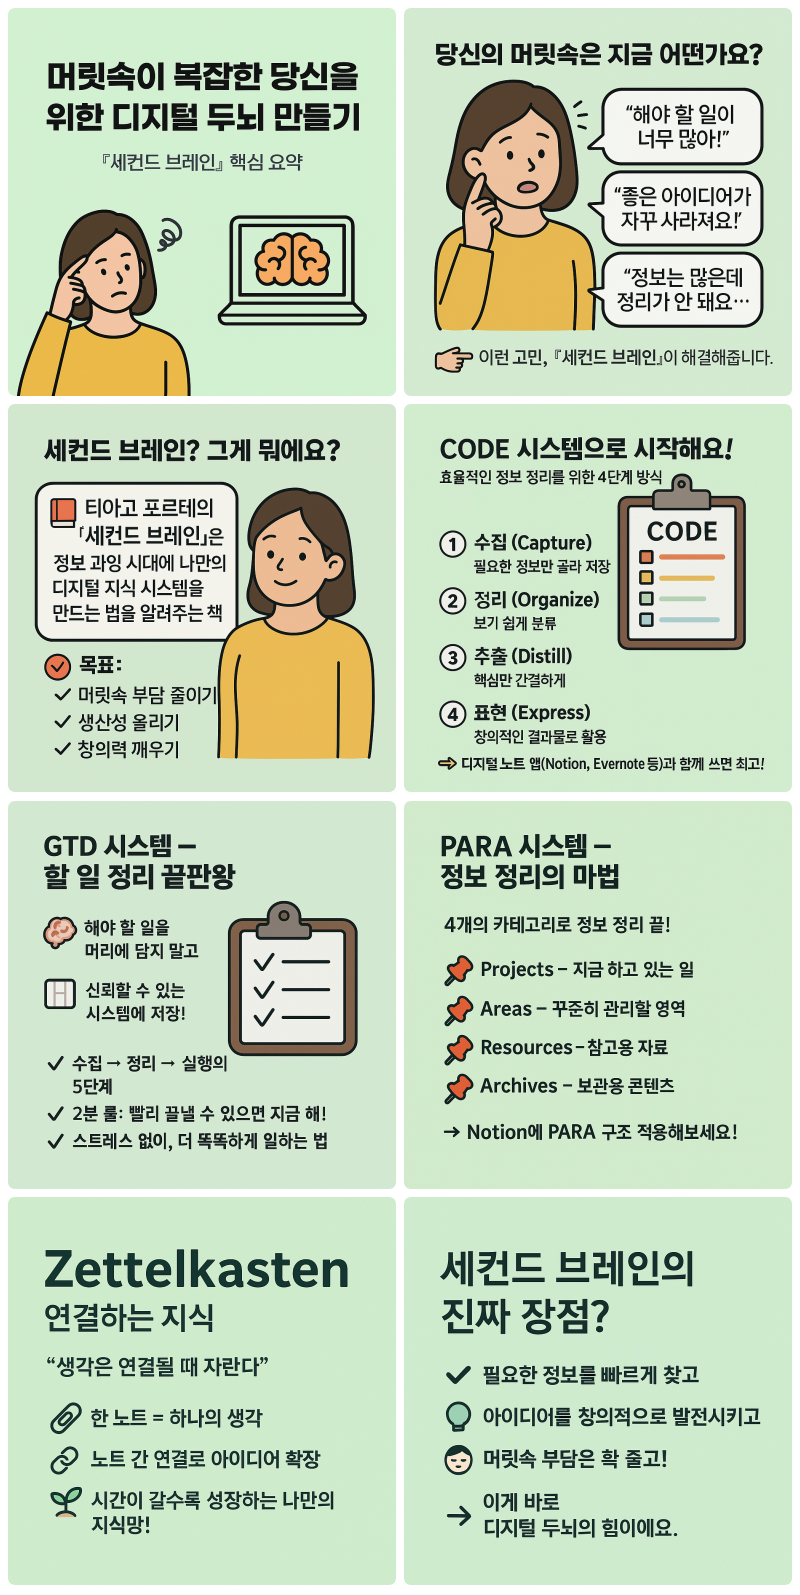 머릿속이 복잡한 당신을
위한 디지털 두뇌 만들기
『세컨드 브레인』 핵심 요약
당신의 머릿속은 지금 어떤가요?
“해야 할 일이
너무 많아!”
“좋은 아이디어가
자꾸 사라져요!”
“정보는 많은데
정리가 안 돼요…
이런 고민, 『세컨드 브레인』이 해결해줍니다.
세컨드 브레인? 그게 뭐에요?
티아고 포르테의
「세컨드 브레인」은
정보 과잉 시대에 나만의
디지털 지식 시스템을
만드는 법을 알려주는 책
목표:
머릿속 부담 줄이기
생산성 올리기
창의력 깨우기
CODE 시스템으로 시작해요!
효율적인 정보 정리를 위한 4단계 방식
CODE
1 수집 (Capture)
필요한 정보만 골라 저장
2 정리 (Organize)
보기 쉽게 분류
3 추출 (Distill)
핵심만 간결하게
4 표현 (Express)
창의적인 결과물로 활용
⇨ 디지털 노트 앱(Notion, Evernote 등)과 함께 쓰면 최고!
GTD 시스템 –
할 일 정리 끝판왕
해야 할 일을
머리에 담지 말고
신뢰할 수 있는
시스템에 저장!
수집 → 정리 → 실행의
5단계
2분 룰: 빨리 끌낼 수 있으면 지금 해!
스트레스 없이, 더 똑똑하게 일하는 법
PARA 시스템 –
정보 정리의 마법
4개의 카테고리로 정보 정리 끝!
Projects – 지금 하고 있는 일
Areas – 꾸준히 관리할 영역
Resources – 참고용 자료
Archives – 보관용 콘텐츠
→ Notion에 PARA 구조 적용해보세요!
Zettelkasten
연결하는 지식
“생각은 연결될 때 자란다”
한 노트 = 하나의 생각
노트 간 연결로 아이디어 확장
시간이 갈수록 성장하는 나만의
지식망!
세컨드 브레인의
진짜 장점?
필요한 정보를 빠르게 찾고
아이디어를 창의적으로 발전시키고
머릿속 부담은 확 줄고!
→ 이게 바로
디지털 두뇌의 힘이에요.